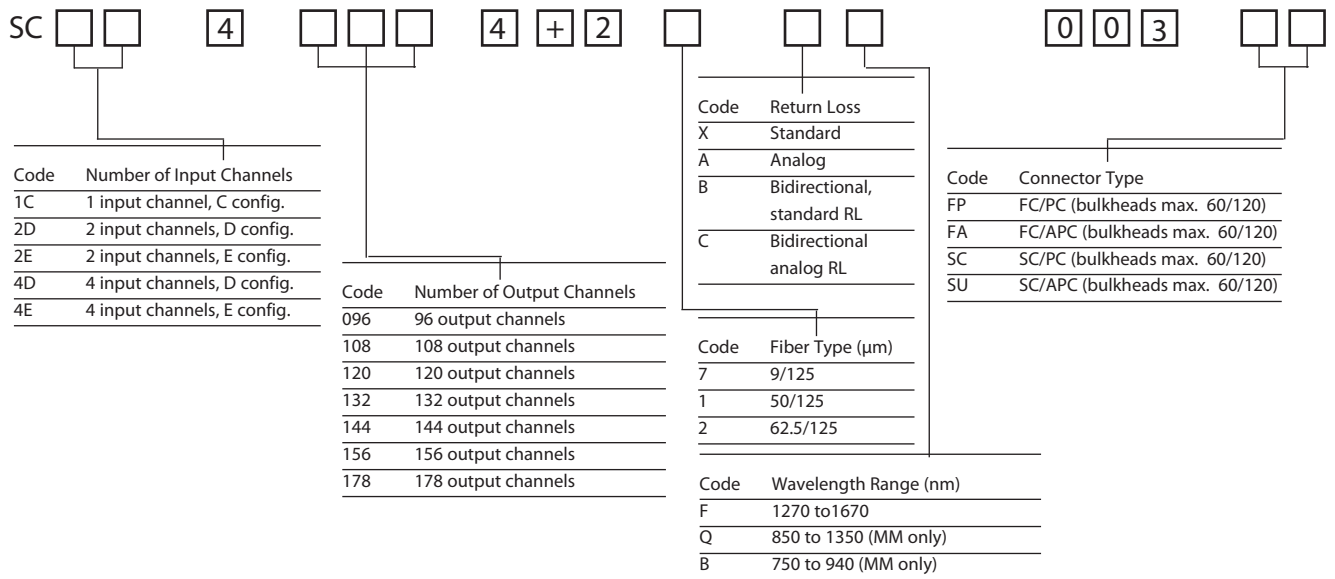 SC 4 4 + 2 0 0 3
Code Number of Input Channels
1C 1 input channel, C config.
2D 2 input channels, D config.
2E 2 input channels, E config.
4D 4 input channels, D config.
4E 4 input channels, E config.
Code Number of Output Channels
096 96 output channels
108 108 output channels
120 120 output channels
132 132 output channels
144 144 output channels
156 156 output channels
178 178 output channels
Code Return Loss
X Standard
A Analog
B Bidirectional,
standard RL
C Bidirectional
analog RL
Code Fiber Type (µm)
7 9/125
1 50/125
2 62.5/125
Code Wavelength Range (nm)
F 1270 to1670
Q 850 to 1350 (MM only)
B 750 to 940 (MM only)
Code Connector Type
FP FC/PC (bulkheads max. 60/120)
FA FC/APC (bulkheads max. 60/120)
SC SC/PC (bulkheads max. 60/120)
SU SC/APC (bulkheads max. 60/120)